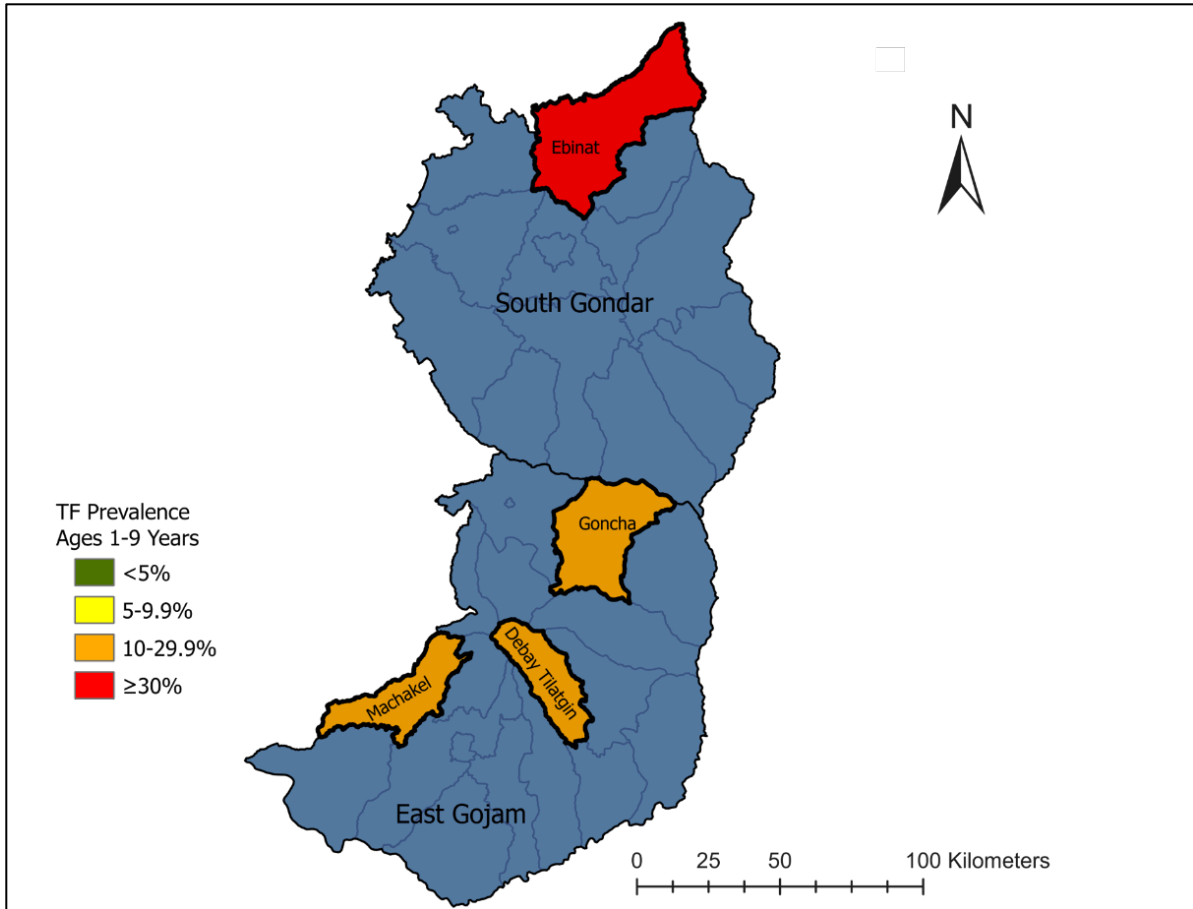 Ebinat
N
South Gondar
Goncha
TF Prevalence
Ages 1-9 Years
<5%
5-9.9%
10-29.9%
≥30%
Debay Tilatgin
Machakel
East Gojam
0 25 50 100 Kilometers